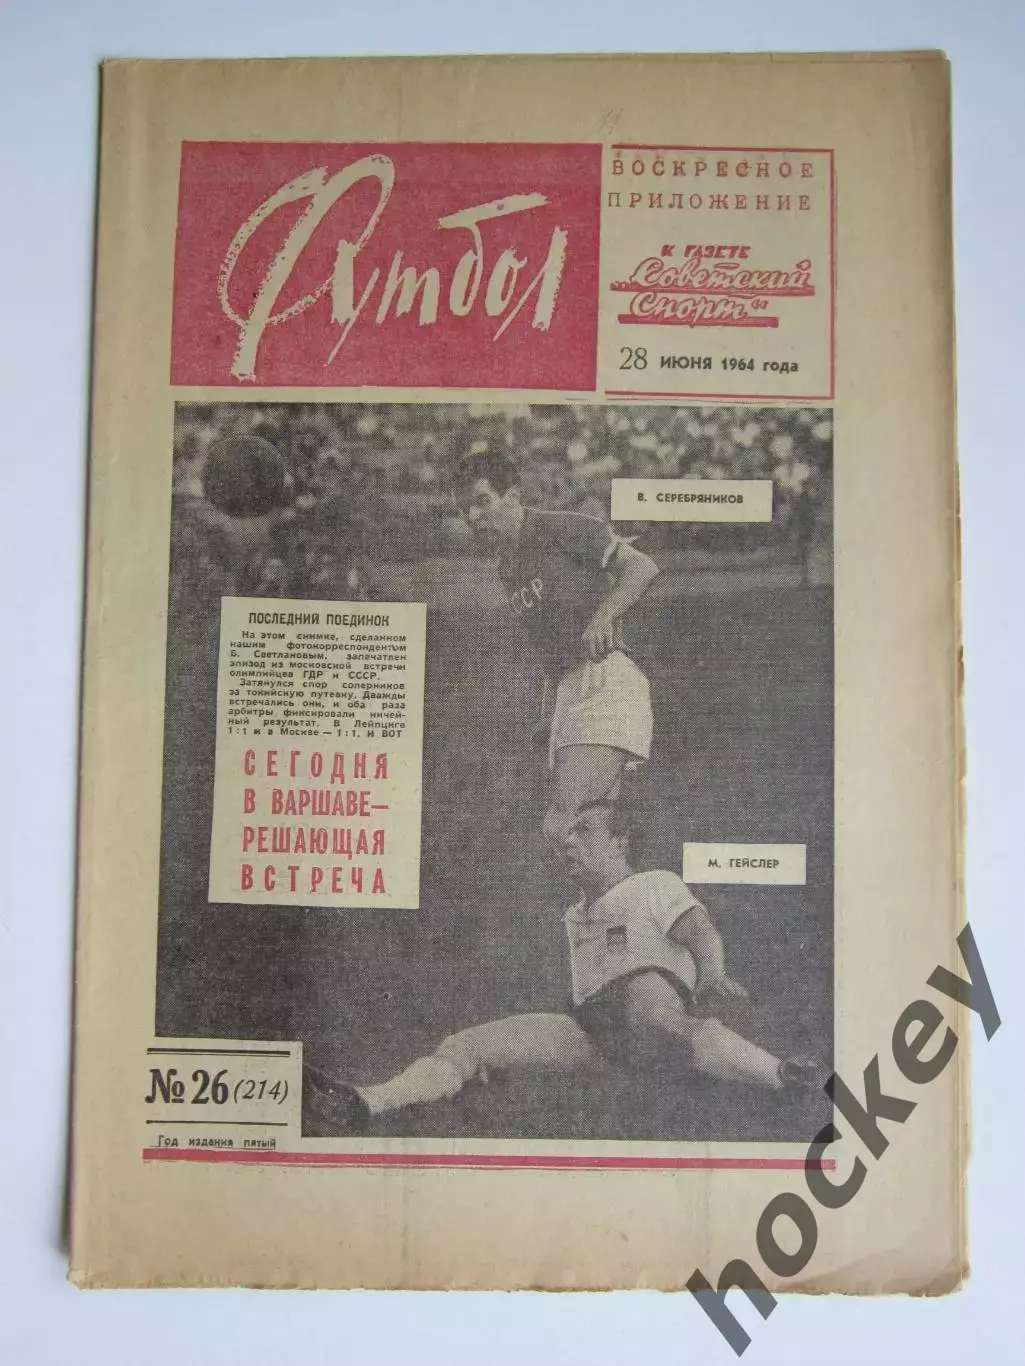 Футбол
ВОСКРЕСНОЕ
ПРИЛОЖЕНИЕ
К ГАЗЕТЕ
Советский
Спорт
28 ИЮНЯ 1964 года
В. СЕРЕБРЯНИКОВ
СССР
ПОСЛЕДНИЙ ПОЕДИНОК
На этом снимке, сделанном
нашим фотокорреспондентом
Б. Светлановым, запечатлен
эпизод из московской встречи
олимпийцев ГДР и СССР.
Затянулся спор соперников
за токийскую путевку. Дважды
встречались они, и оба раза
арбитры фиксировали ничей-
ный результат. В Лейпциге
1:1 и в Москве — 1:1. И ВОТ
СЕГОДНЯ
В ВАРШАВЕ—
РЕШАЮЩАЯ
ВСТРЕЧА
М. ГЕЙСЛЕР
№ 26 (214)
Год издания пятый
hockey